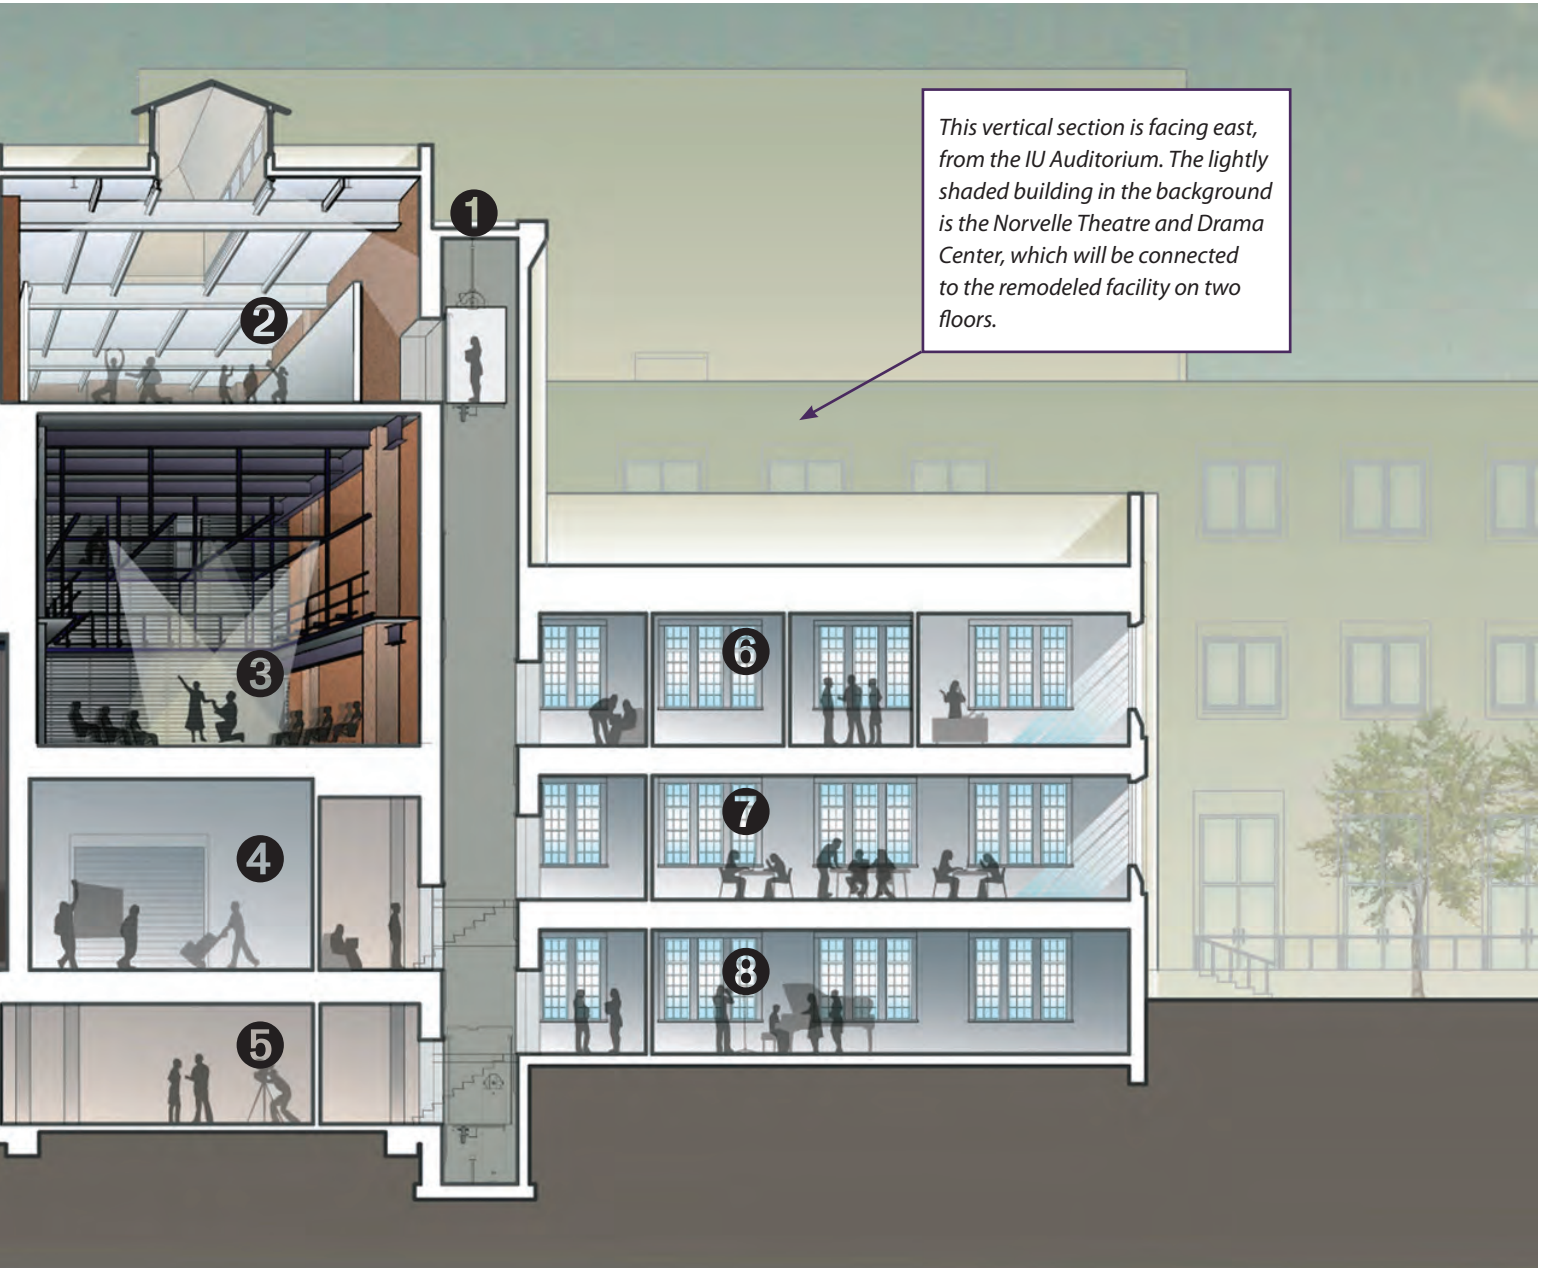 This vertical section is facing east,
from the IU Auditorium. The lightly
shaded building in the background
is the Norvelle Theatre and Drama
Center, which will be connected
to the remodeled facility on two
floors.
1
2
3
4
5
6
7
8